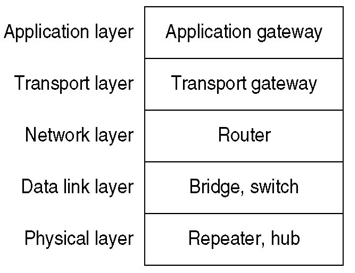 Application layer Application gateway
Transport layer Transport gateway
Network layer Router
Data link layer Bridge, switch
Physical layer Repeater, hub